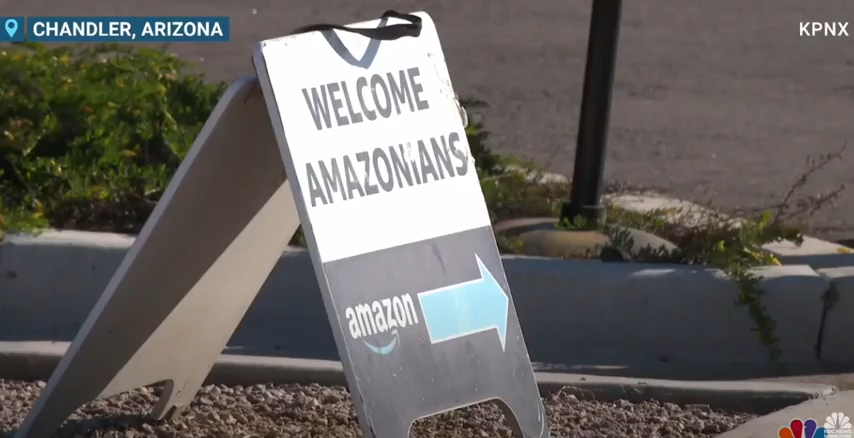 CHANDLER, ARIZONA
KPNX
WELCOME
AMAZONIANS
amazon